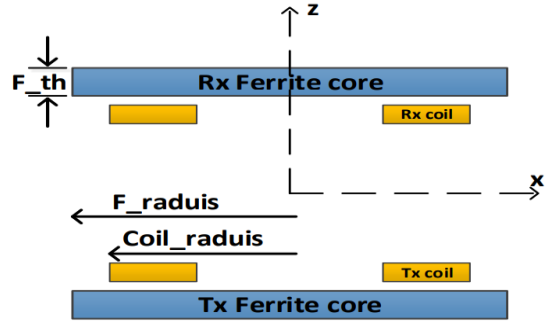 z
Rx Ferrite core
F_th
Rx coil
x
F_raduis
Coil_raduis
Tx coil
Tx Ferrite core